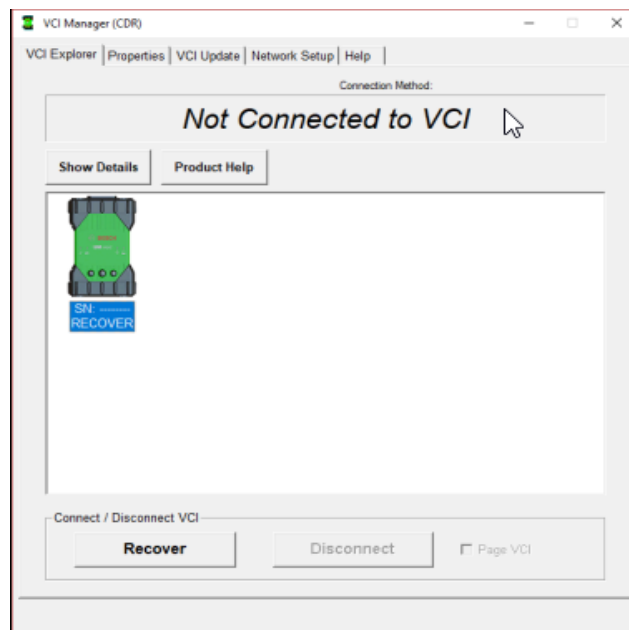 VCI Manager (CDR)
VCI Explorer Properties VCI Update Network Setup Help
Connection Method:
Not Connected to VCI
Show Details Product Help
BOSCH
SN: --------
RECOVER
Connect / Disconnect VCI
Recover Disconnect Page VCI